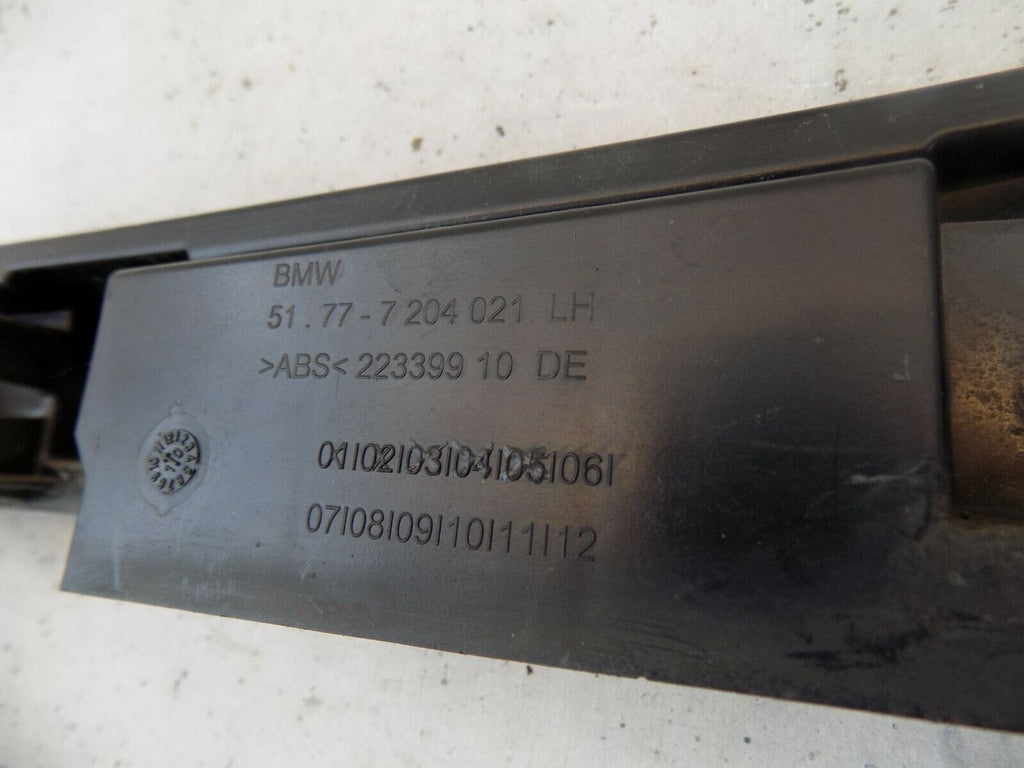 BMW
51.77-7 204 021 LH
>ABS< 223399 10 DE
01|02|03|04|05|06|
07|08|09|10|11|12